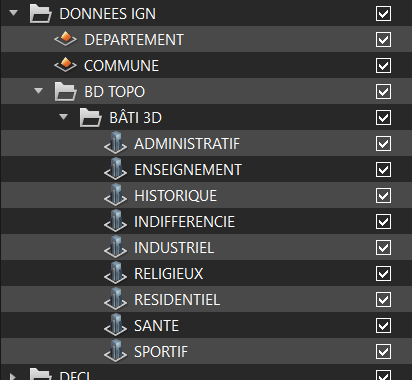 DONNEES IGN
DEPARTEMENT
COMMUNE
BD TOPO
BÂTI 3D
ADMINISTRATIF
ENSEIGNEMENT
HISTORIQUE
INDIFFERENCIE
INDUSTRIEL
RELIGIEUX
RESIDENTIEL
SANTE
SPORTIF